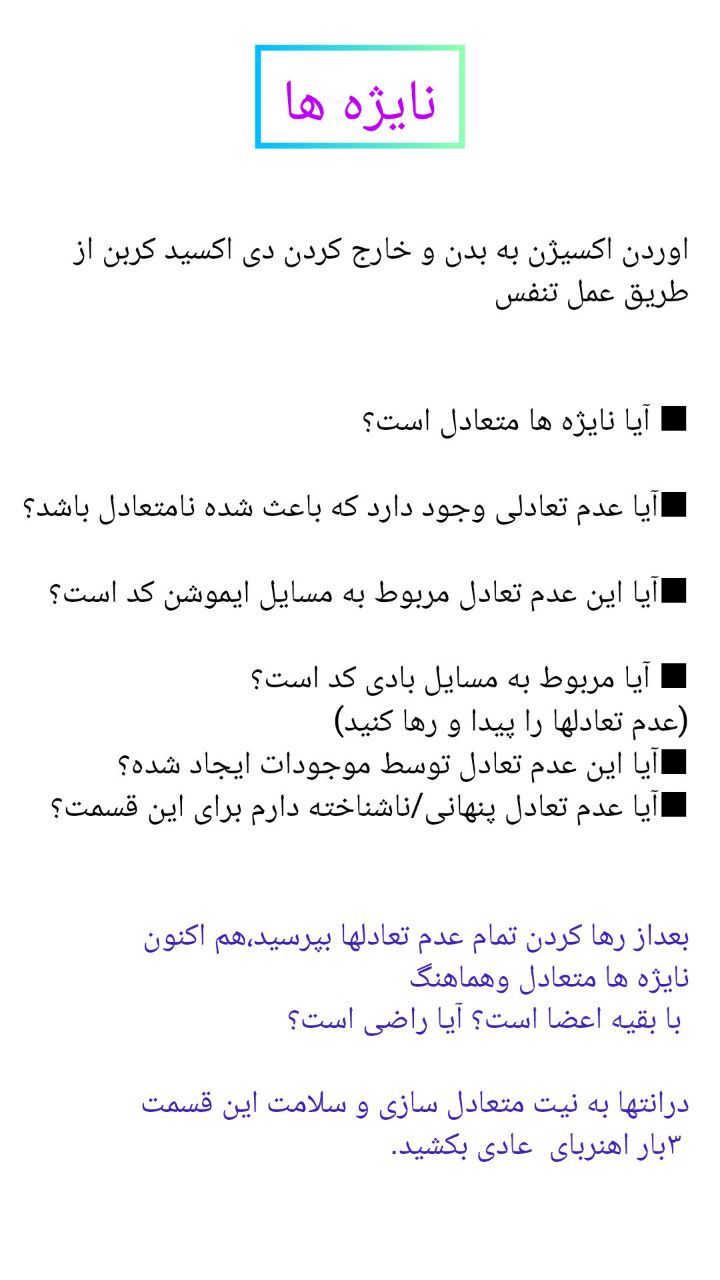 نایژه ها
اوردن اکسیژن به بدن و خارج کردن دی اکسید کربن از
طریق عمل تنفس
■ آیا نایژه ها متعادل است؟
■آیا عدم تعادلی وجود دارد که باعث شده نامتعادل باشد؟
■آیا این عدم تعادل مربوط به مسایل ایموشن کد است؟
■ آیا مربوط به مسایل بادی کد است؟
(عدم تعادلها را پیدا و رها کنید)
■آیا این عدم تعادل توسط موجودات ایجاد شده؟
■آیا عدم تعادل پنهانی/ناشناخته دارم برای این قسمت؟
بعداز رها کردن تمام عدم تعادلها بپرسید،هم اکنون
نایژه ها متعادل وهماهنگ
با بقیه اعضا است؟ آیا راضی است؟
درانتها به نیت متعادل سازی و سلامت این قسمت
۳بار اهنربای  عادی بکشید.